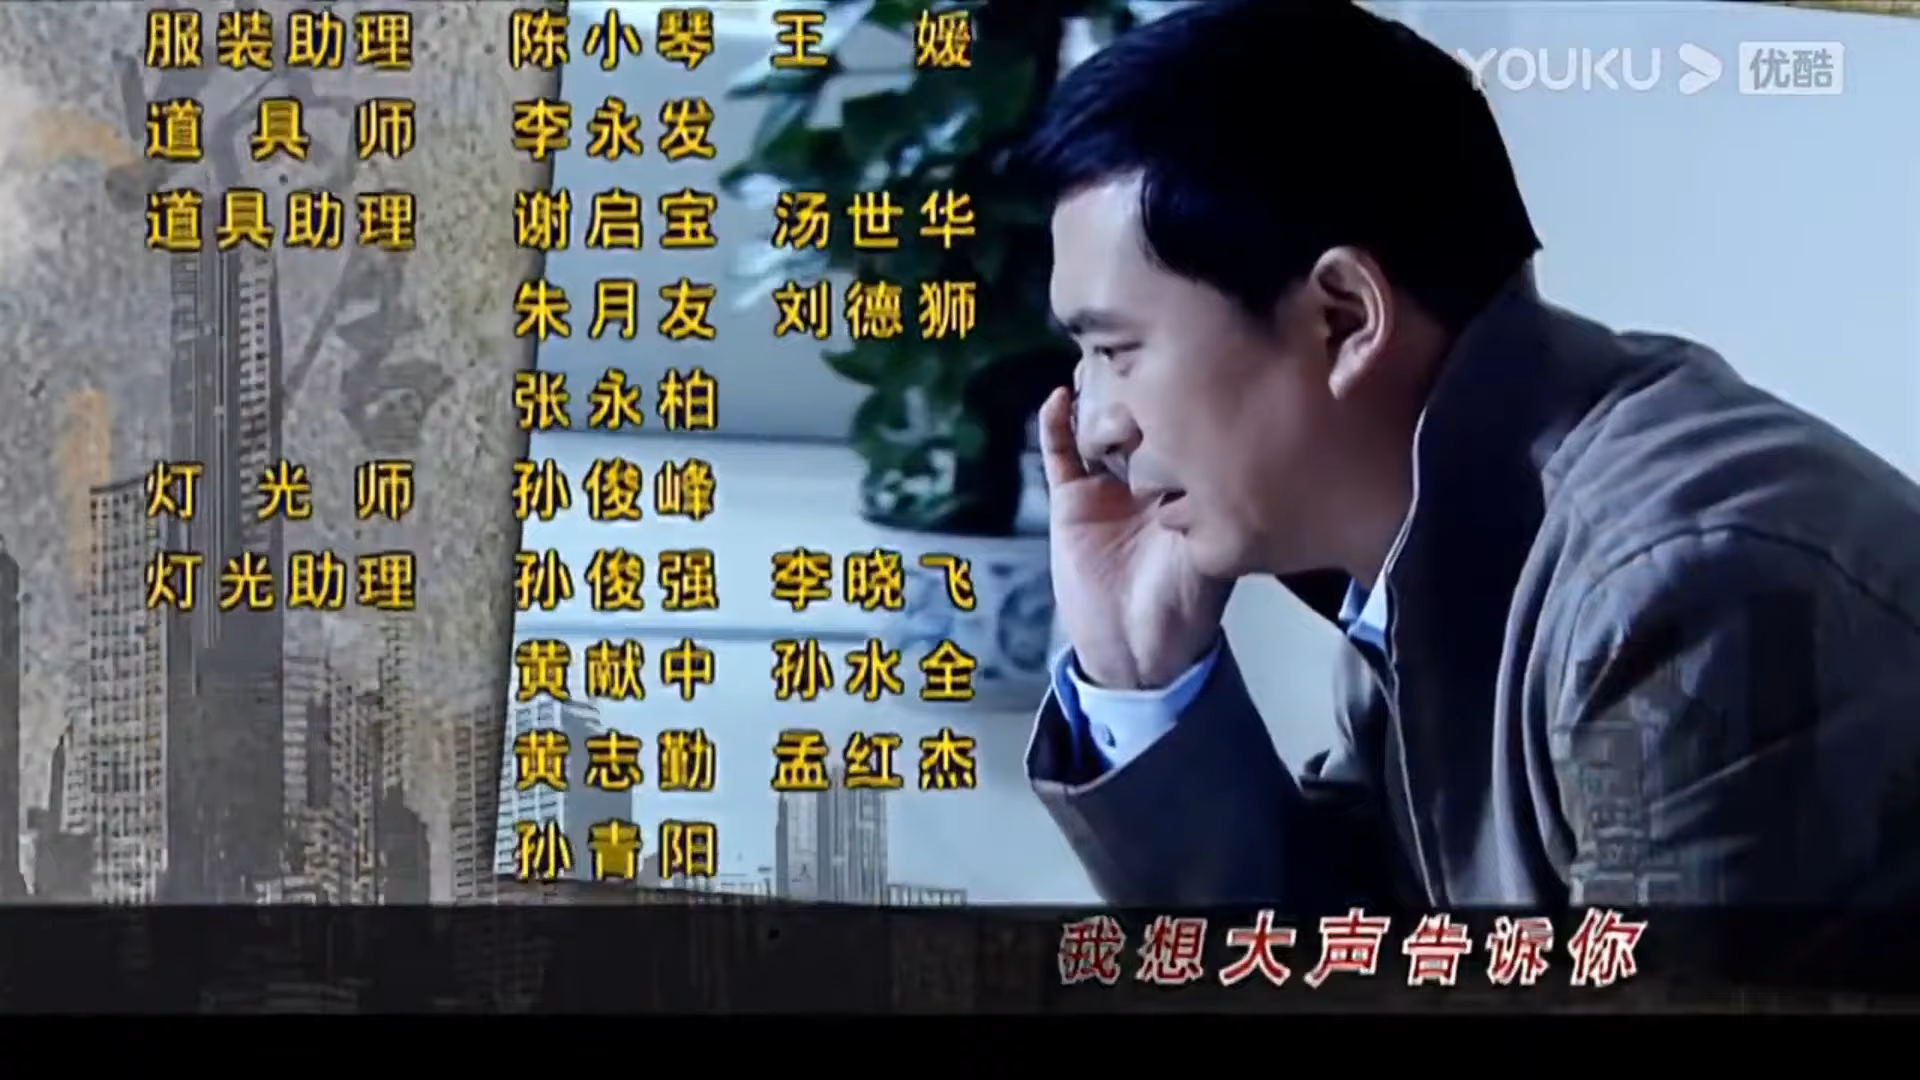 服装助理 陈小琴 王媛
YOUKU 优酷
道具师 李永发
道具助理 谢启宝 汤世华
朱月友 刘德狮
张永柏
灯光师 孙俊峰
灯光助理 孙俊强 李晓飞
黄献中 孙水全
黄志勤 孟红杰
孙青阳
我想大声告诉你